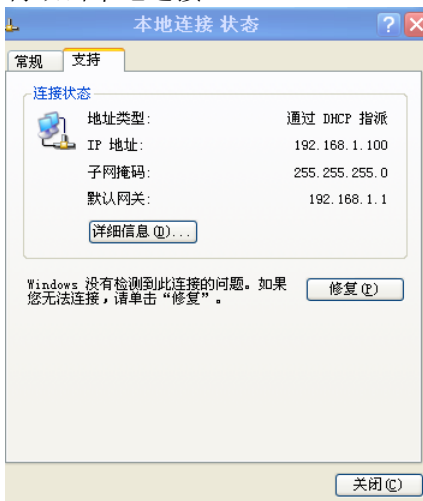 本地连接 状态
常规
支持
连接状态
地址类型: 通过 DHCP 指派
IP 地址: 192.168.1.100
子网掩码: 255.255.255.0
默认网关: 192.168.1.1
详细信息(D)...
Windows 没有检测到此连接的问题。如果
您无法连接，请单击“修复”。
修复(P)
关闭(C)